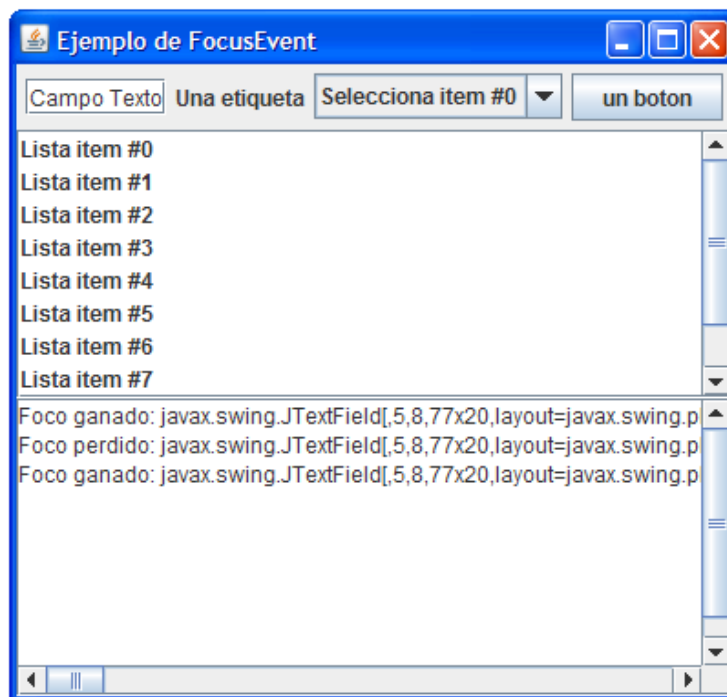 Ejemplo de FocusEvent
Campo Texto Una etiqueta Selecciona item #0 un boton
Lista item #0
Lista item #1
Lista item #2
Lista item #3
Lista item #4
Lista item #5
Lista item #6
Lista item #7
Foco ganado: javax.swing.JTextField[,5,8,77x20,layout=javax.swing.pl
Foco perdido: javax.swing.JTextField[,5,8,77x20,layout=javax.swing.pl
Foco ganado: javax.swing.JTextField[,5,8,77x20,layout=javax.swing.pl